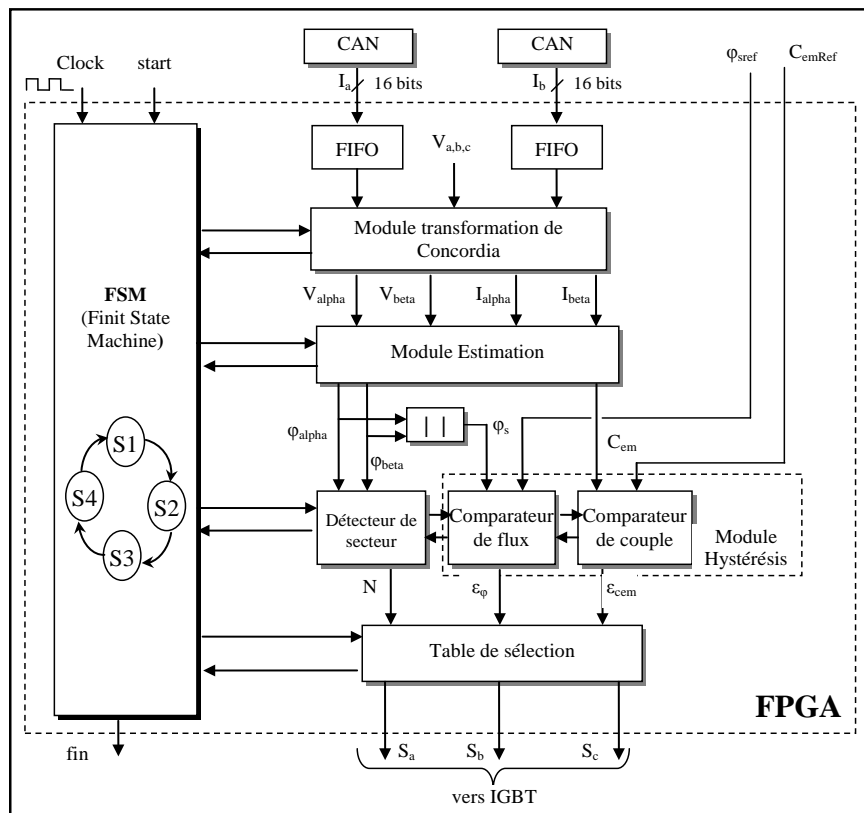 CAN
CAN
φsref
CemRef
Clock
start
Ia
16 bits
Ib
16 bits
FIFO
Va,b,c
FIFO
Module transformation de
Concordia
FSM
(Finit State
Machine)
Valpha
Vbeta
Ialpha
Ibeta
Module Estimation
| |
φalpha
φs
Cem
φbeta
S1
S2
S3
S4
Détecteur de
secteur
Comparateur
de flux
Comparateur
de couple
Module
Hystérésis
N
εφ
εcem
Table de sélection
FPGA
fin
Sa
Sb
Sc
vers IGBT